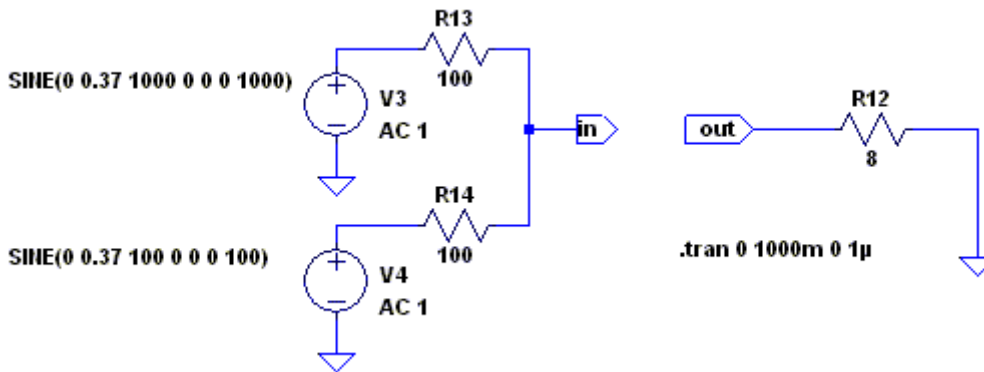 R13
SINE(0 0.37 1000 0 0 0 1000)
100
V3
AC 1
R12
in
out
8
R14
SINE(0 0.37 100 0 0 0 100)
100
.tran 0 1000m 0 1µ
V4
AC 1